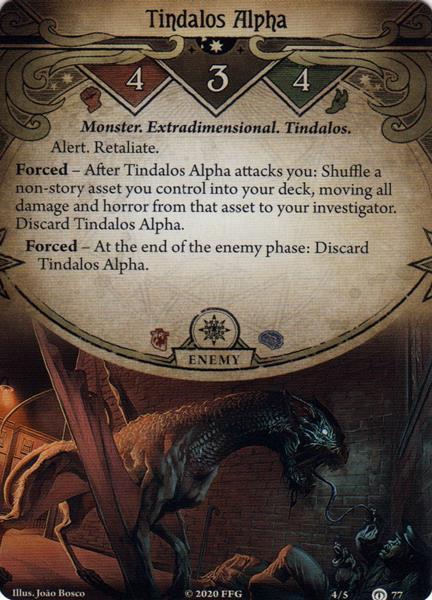 Tindalos Alpha
4 3 4
Monster. Extradimensional. Tindalos.
Alert. Retaliate.
Forced – After Tindalos Alpha attacks you: Shuffle a
non-story asset you control into your deck, moving all
damage and horror from that asset to your investigator.
Discard Tindalos Alpha.
Forced – At the end of the enemy phase: Discard
Tindalos Alpha.
ENEMY
Illus. João Bosco © 2020 FFG 4/5 77